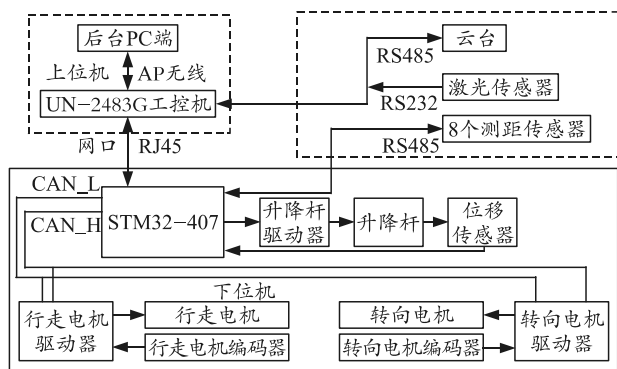 后台PC端
上位机
AP无线
UN-2483G工控机
网口
RJ45
RS485
云台
激光传感器
RS232
8个测距传感器
RS485
CAN_L
CAN_H
STM32-407
升降杆
驱动器
升降杆
位移
传感器
下位机
行走电机
驱动器
行走电机
行走电机编码器
转向电机
转向电机编码器
转向电机
驱动器